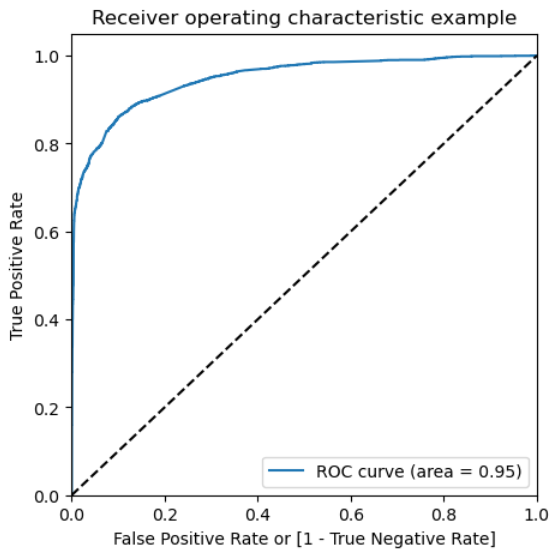 Receiver operating characteristic example
1.0
0.8
0.6
0.4
0.2
0.0
True Positive Rate
ROC curve (area = 0.95)
0.0 0.2 0.4 0.6 0.8 1.0
False Positive Rate or [1 - True Negative Rate]